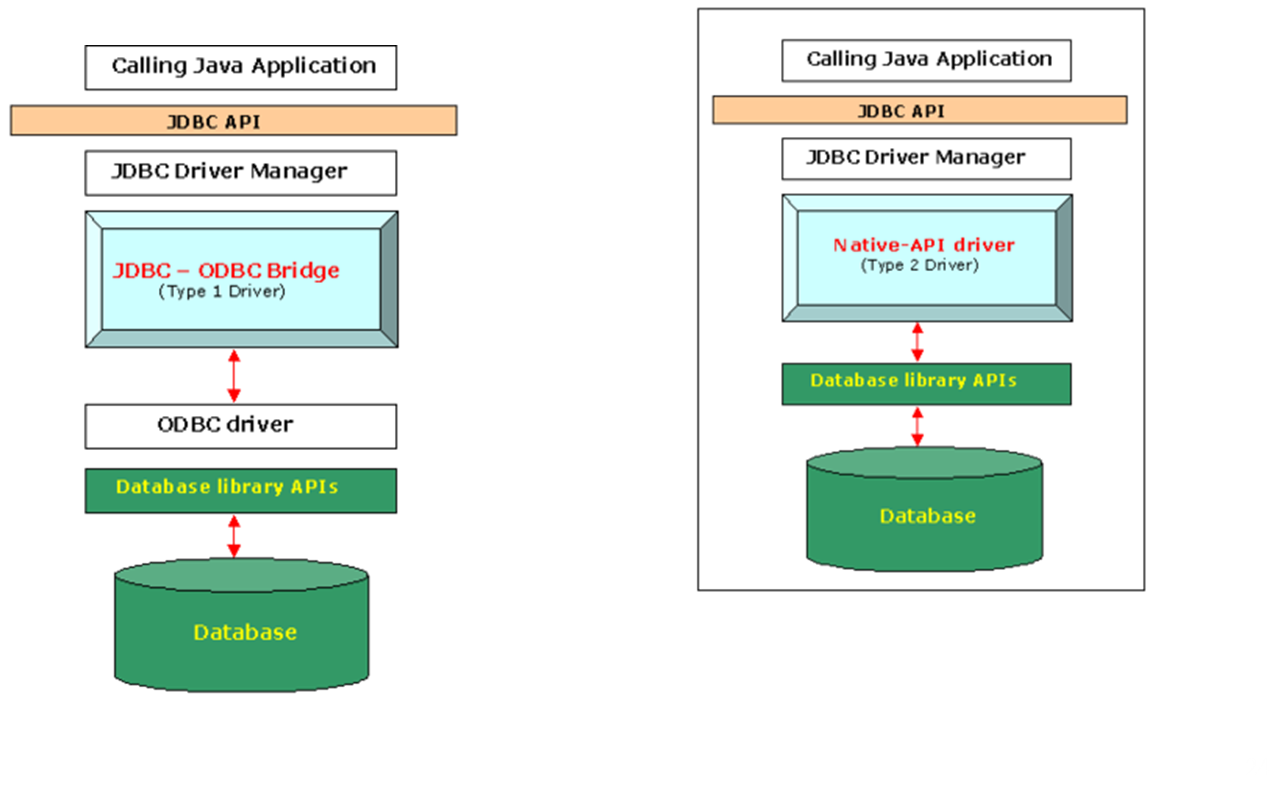 Calling Java Application
JDBC API
JDBC Driver Manager
JDBC – ODBC Bridge
(Type 1 Driver)
ODBC driver
Database library APIs
Database
Calling Java Application
JDBC API
JDBC Driver Manager
Native-API driver
(Type 2 Driver)
Database library APIs
Database